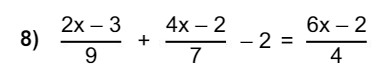 8) (2x – 3)/9 + (4x – 2)/7 – 2 = (6x – 2)/4